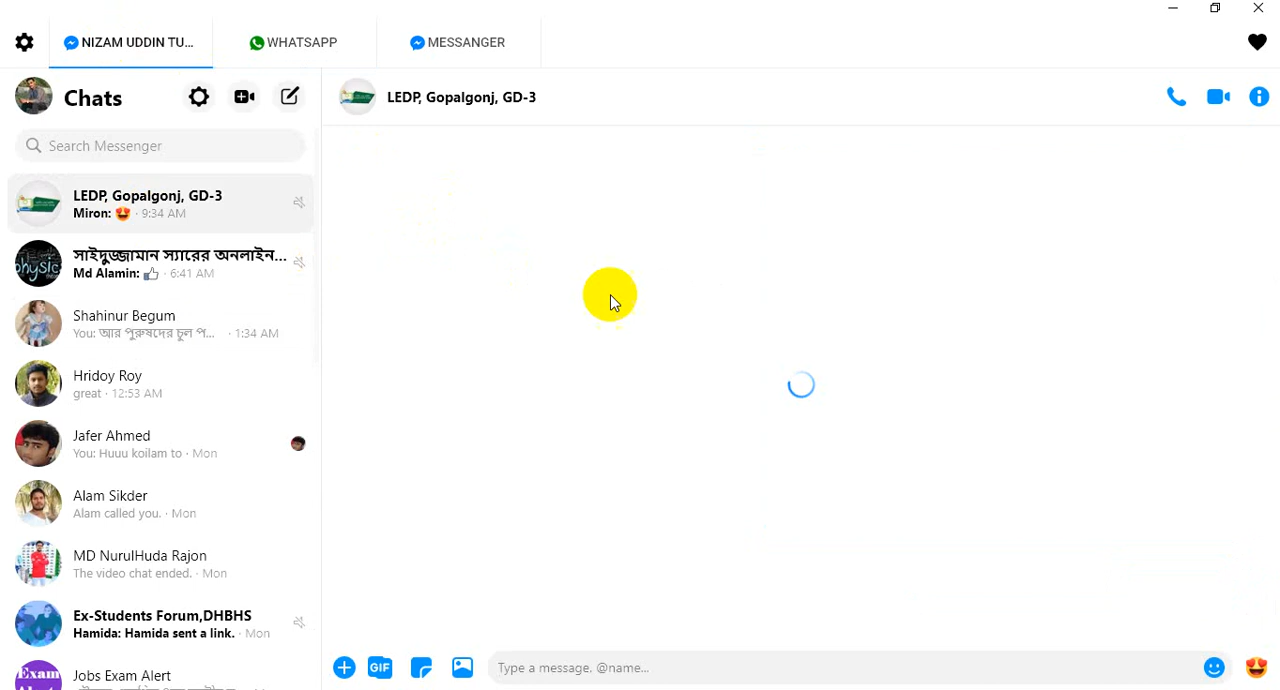 NIZAM UDDIN TU...
WHATSAPP
MESSANGER
Chats
LEDP, Gopalgonj, GD-3
Search Messenger
LEDP, Gopalgonj, GD-3
Miron: 😍 · 9:34 AM
সাইদুজ্জামান স্যারের অনলাইন...
physic
Md Alamin: 👍 · 6:41 AM
Shahinur Begum
You: আর পুরুষদের চুল প... · 1:34 AM
Hridoy Roy
great · 12:53 AM
Jafer Ahmed
You: Huuu koilam to · Mon
Alam Sikder
Alam called you. · Mon
MD NurulHuda Rajon
The video chat ended. · Mon
Ex-Students Forum,DHBHS
Hamida: Hamida sent a link. · Mon
Jobs Exam Alert
Exam
GIF
Type a message. @name...